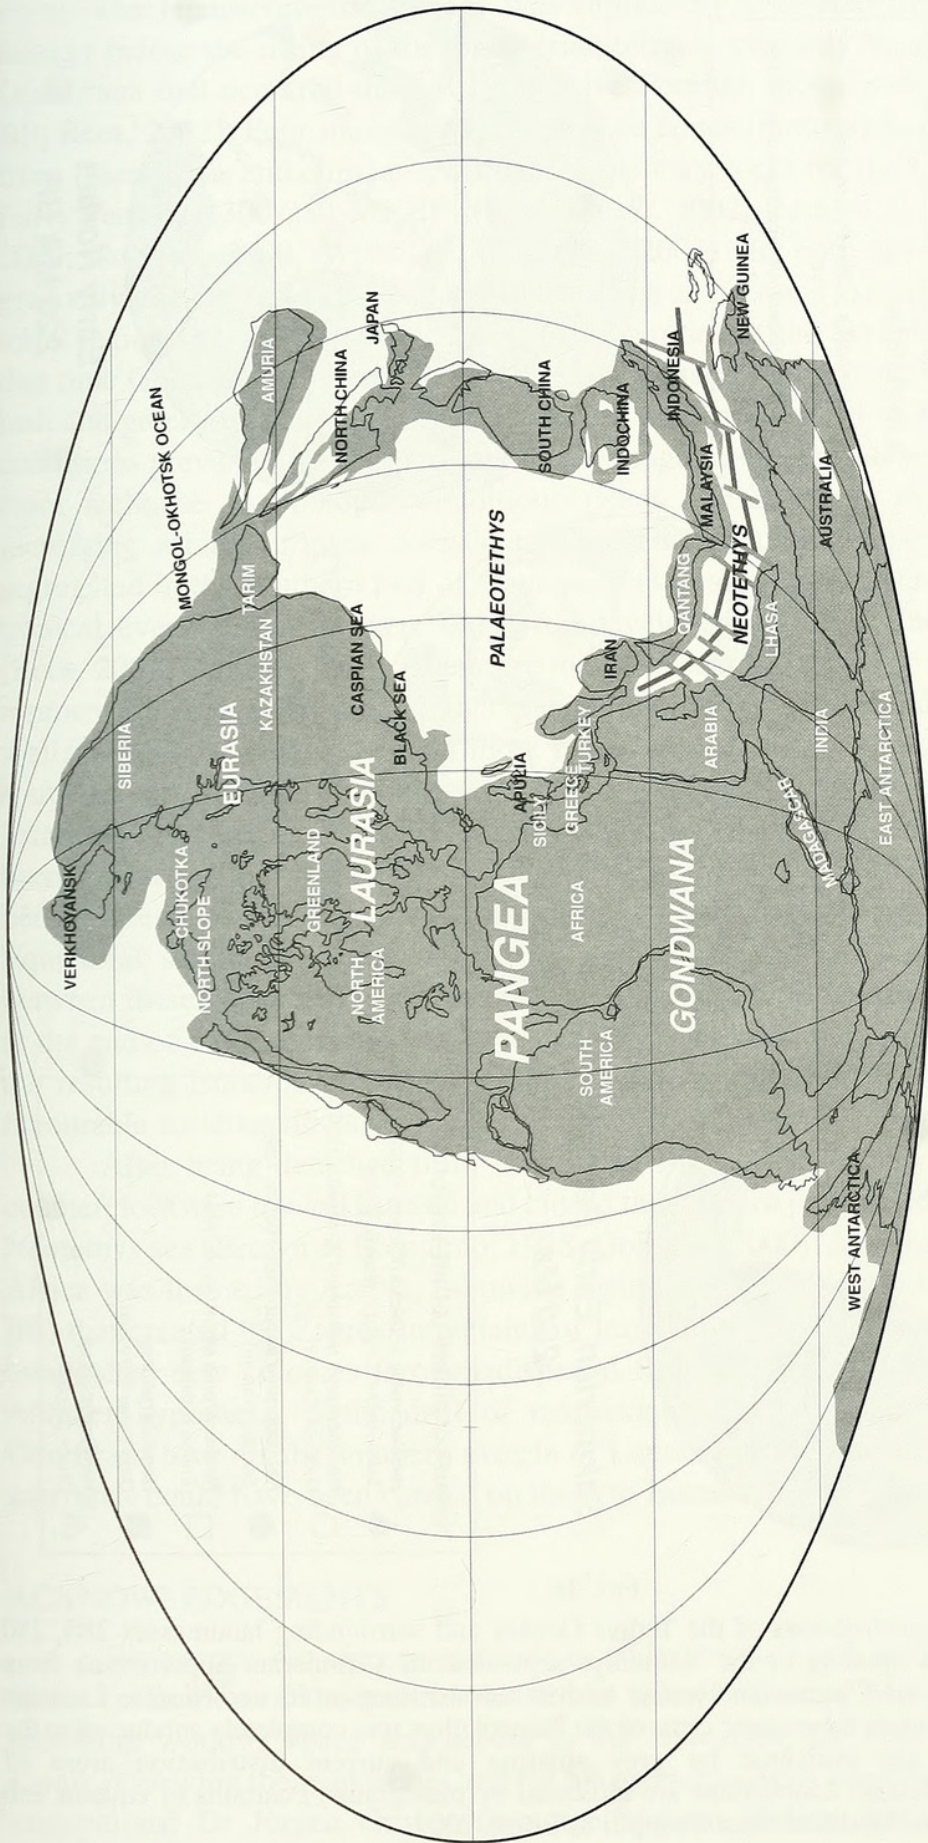 VERKHOYANSK
SIBERIA
MONGOL-OKHOTSK OCEAN
CHUKOTKA
NORTH SLOPE
EURASIA
TARIM
AMURIA
KAZAKHSTAN
GREENLAND
NORTH CHINA
JAPAN
NORTH
AMERICA
LAURASIA
CASPIAN SEA
BLACK SEA
PALAEOTETHYS
PANGEA
APULIA
SICILY
SOUTH CHINA
GREECE
TURKEY
IRAN
INDOCHINA
AFRICA
SOUTH
AMERICA
GONDWANA
QANTANG
MALAYSIA
INDONESIA
ARABIA
NEOTETHYS
NEW GUINEA
LHASA
MADAGASCAR
INDIA
AUSTRALIA
WEST ANTARCTICA
EAST ANTARCTICA